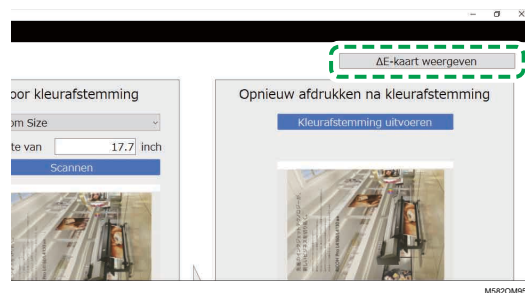 ΔE-kaart weergeven
oor kleurafstemming
om Size
te van 17.7 inch
Scannen
Opnieuw afdrukken na kleurafstemming
Kleurafstemming uitvoeren
M582OM95